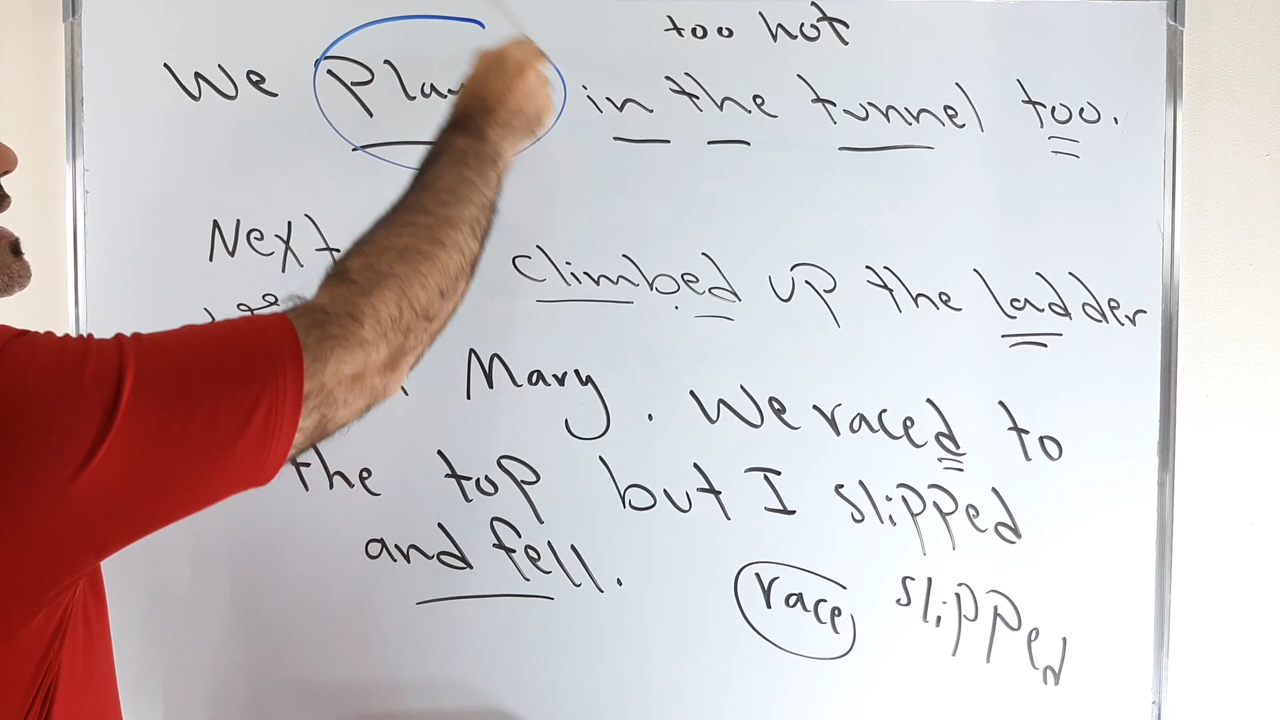 too hot
We in the tunnel too.
Next climbed up the ladder
Mary. We raced to
the top but I slipped
and fell.
race slipped